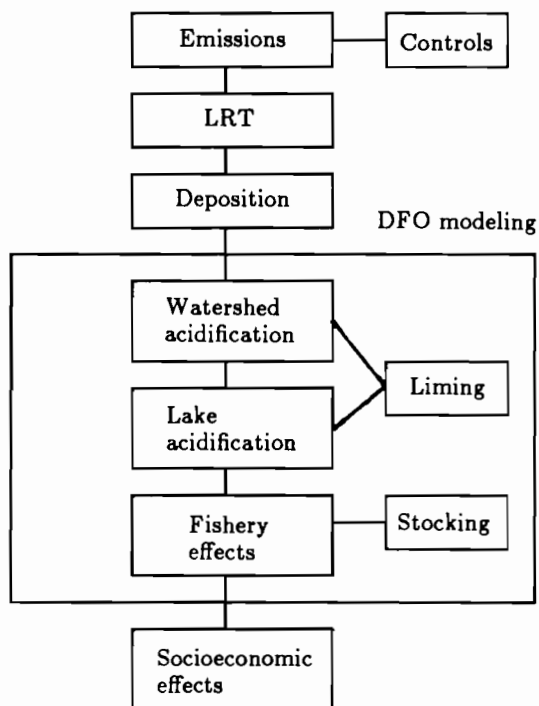 Emissions
Controls
LRT
Deposition
DFO modeling
Watershed
acidification
Liming
Lake
acidification
Fishery
effects
Stocking
Socioeconomic
effects